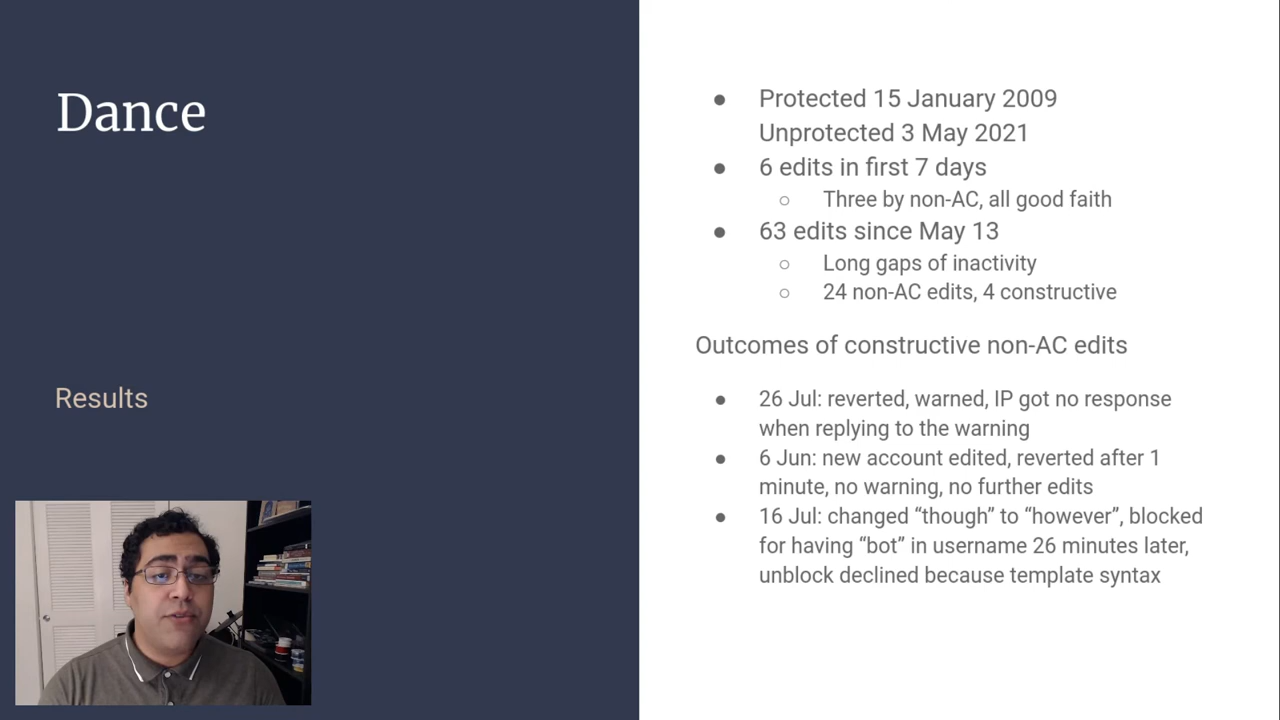 Dance
Results
● Protected 15 January 2009
Unprotected 3 May 2021
● 6 edits in first 7 days
○ Three by non-AC, all good faith
● 63 edits since May 13
○ Long gaps of inactivity
○ 24 non-AC edits, 4 constructive
Outcomes of constructive non-AC edits
● 26 Jul: reverted, warned, IP got no response
when replying to the warning
● 6 Jun: new account edited, reverted after 1
minute, no warning, no further edits
● 16 Jul: changed “though” to “however”, blocked
for having “bot” in username 26 minutes later,
unblock declined because template syntax